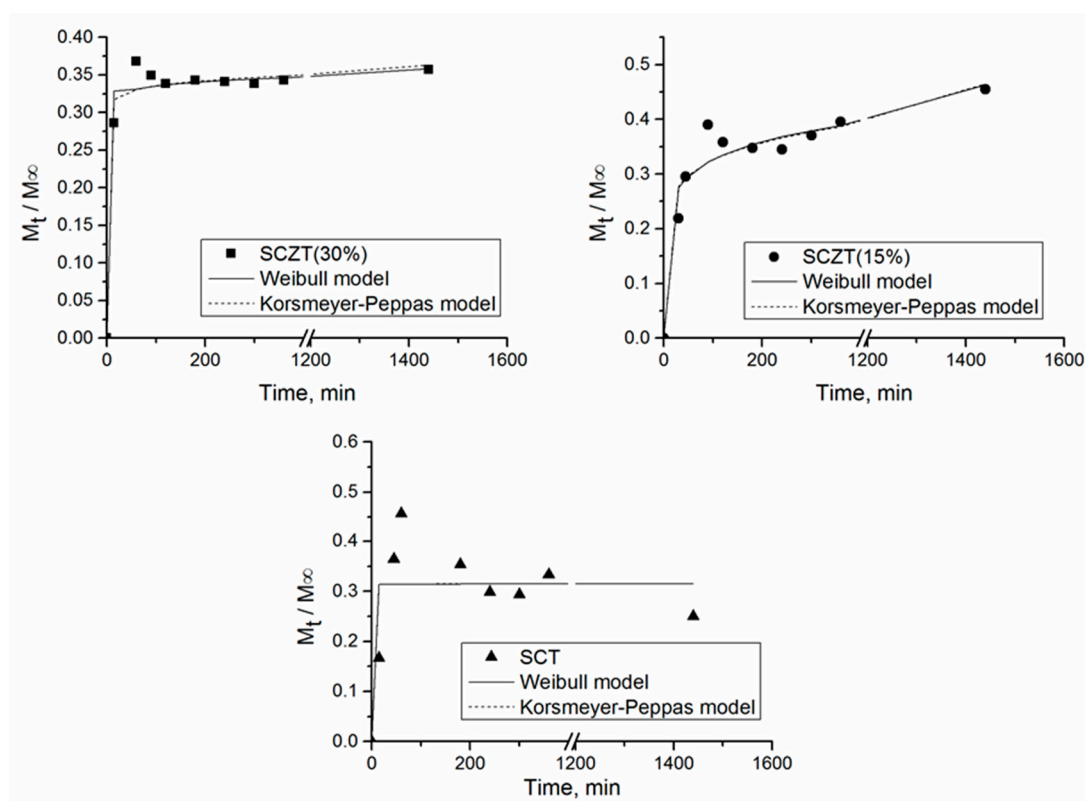 0.40
0.35
0.30
0.25
0.20
0.15
0.10
0.05
0.00
Mt / M∞
SCZT(30%)
Weibull model
Korsmeyer-Peppas model
0 200 1200 1400 1600
Time, min
0.5
0.4
0.3
0.2
0.1
0.0
Mt / M∞
SCZT(15%)
Weibull model
Korsmeyer-Peppas model
0 200 1200 1400 1600
Time, min
0.6
0.5
0.4
0.3
0.2
0.1
0.0
Mt / M∞
SCT
Weibull model
Korsmeyer-Peppas model
0 200 1200 1400 1600
Time, min